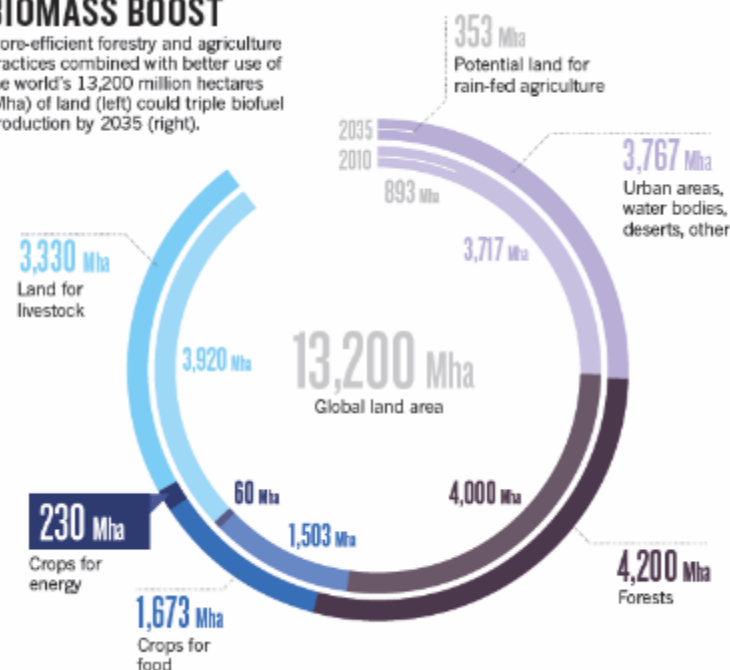 BIOMASS BOOST
ore-efficient forestry and agriculture
ractices combined with better use of
e world's 13,200 million hectares
Mha) of land (left) could triple biofuel
roduction by 2035 (right).
353 Mha
Potential land for
rain-fed agriculture
2035
2010
893 Mha
3,767 Mha
Urban areas,
water bodies,
deserts, other
3,717 Mha
3,330 Mha
Land for
livestock
3,920 Mha
13,200 Mha
Global land area
60 Mha
4,000 Mha
230 Mha
1,503 Mha
Crops for
energy
4,200 Mha
Forests
1,673 Mha
Crops for
food